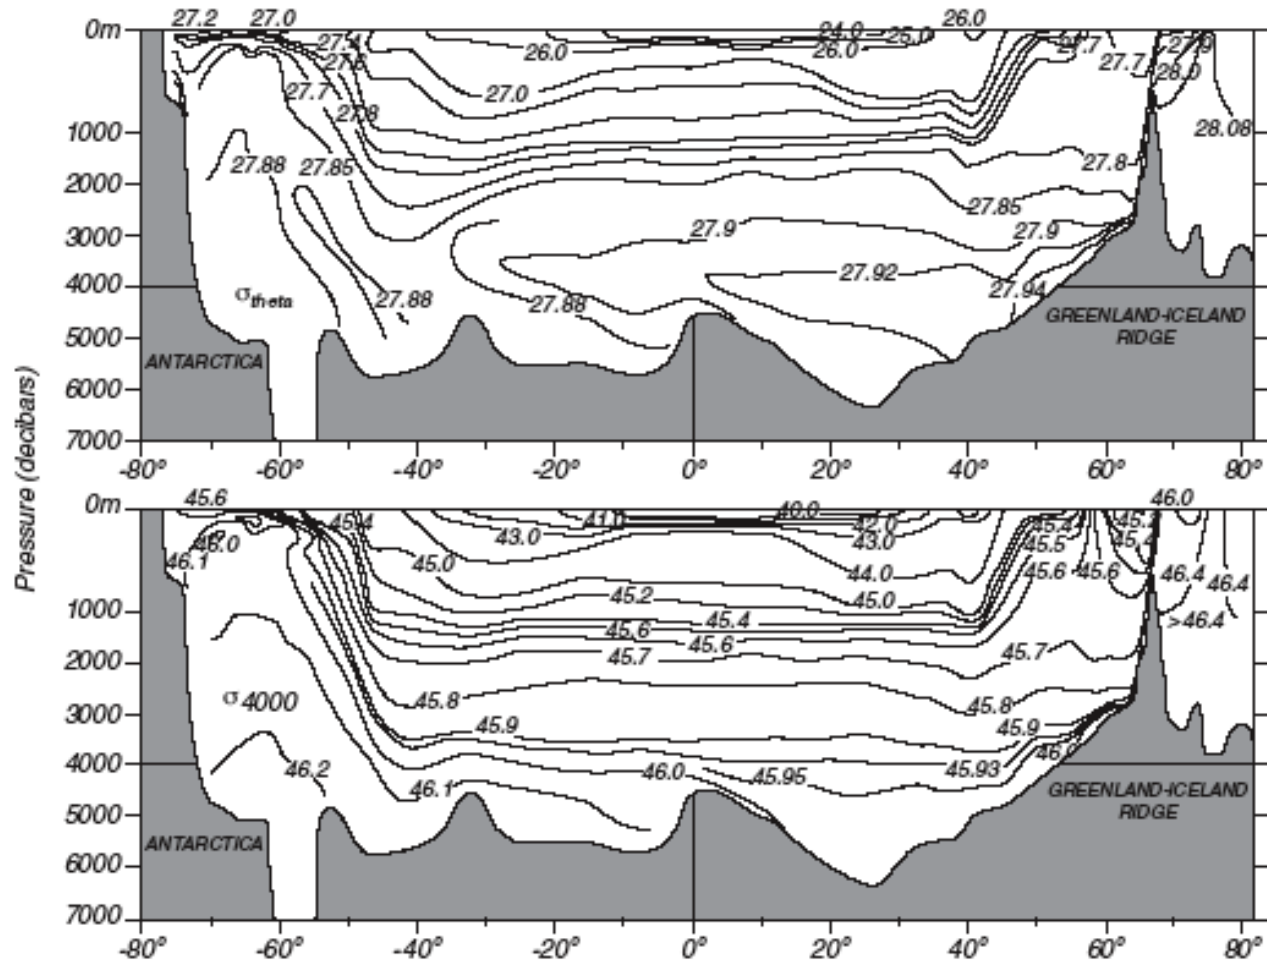 27.2 27.0 26.0
0m 27.4 24.0 25.0 27.7 27.9
26.0 26.0
27.7 28.0
27.7 27.0
27.8
1000 28.08
27.88 27.85 27.8
2000
27.85
3000 27.9 27.9
27.92
4000 27.88 27.88 27.94
σtheta
5000 GREENLAND-ICELAND
RIDGE
ANTARCTICA
6000
7000
-80° -60° -40° -20° 0° 20° 40° 60° 80°
Pressure (decibars)
45.6 46.0
0m 45.4 41.0 40.0 42.0 45.4 45.2
43.0 43.0 45.5 45.4
46.0
46.1 45.0 44.0 45.6 45.6 46.4 46.4
45.2 45.0
1000 45.4 >46.4
45.6 45.6
45.7 45.7
2000
σ4000 45.8 45.8
3000 45.9 45.9
4000 46.2 46.0 45.95 45.93
46.1
5000 GREENLAND-ICELAND
RIDGE
ANTARCTICA
6000
7000
-80° -60° -40° -20° 0° 20° 40° 60° 80°